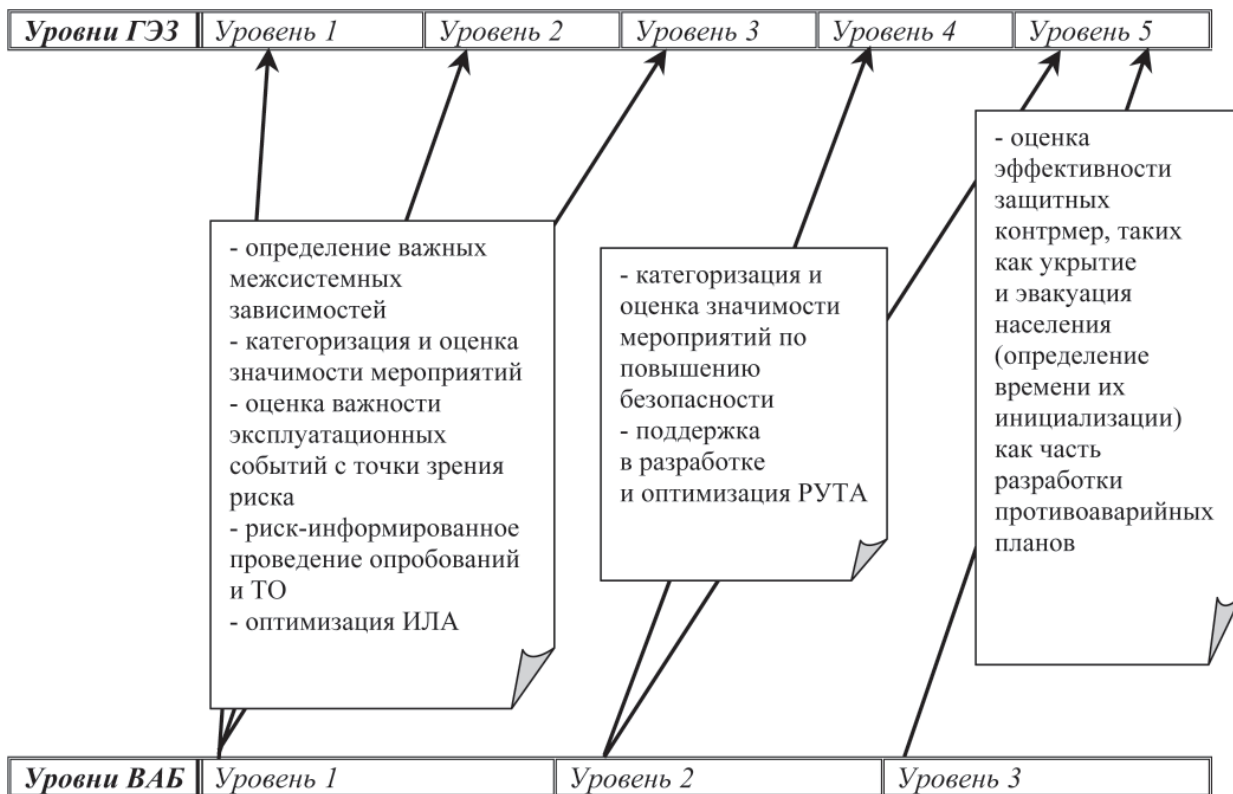 Уровни ГЭЗ Уровень 1 Уровень 2 Уровень 3 Уровень 4 Уровень 5
- определение важных
межсистемных
зависимостей
- категоризация и оценка
значимости мероприятий
- оценка важности
эксплуатационных
событий с точки зрения
риска
- риск-информированное
проведение опробований
и ТО
- оптимизация ИЛА
- категоризация и
оценка значимости
мероприятий по
повышению
безопасности
- поддержка
в разработке
и оптимизация РУТА
- оценка
эффективности
защитных
контрмер, таких
как укрытие
и эвакуация
населения
(определение
времени их
инициализации)
как часть
разработки
противоаварийных
планов
Уровни ВАБ Уровень 1 Уровень 2 Уровень 3